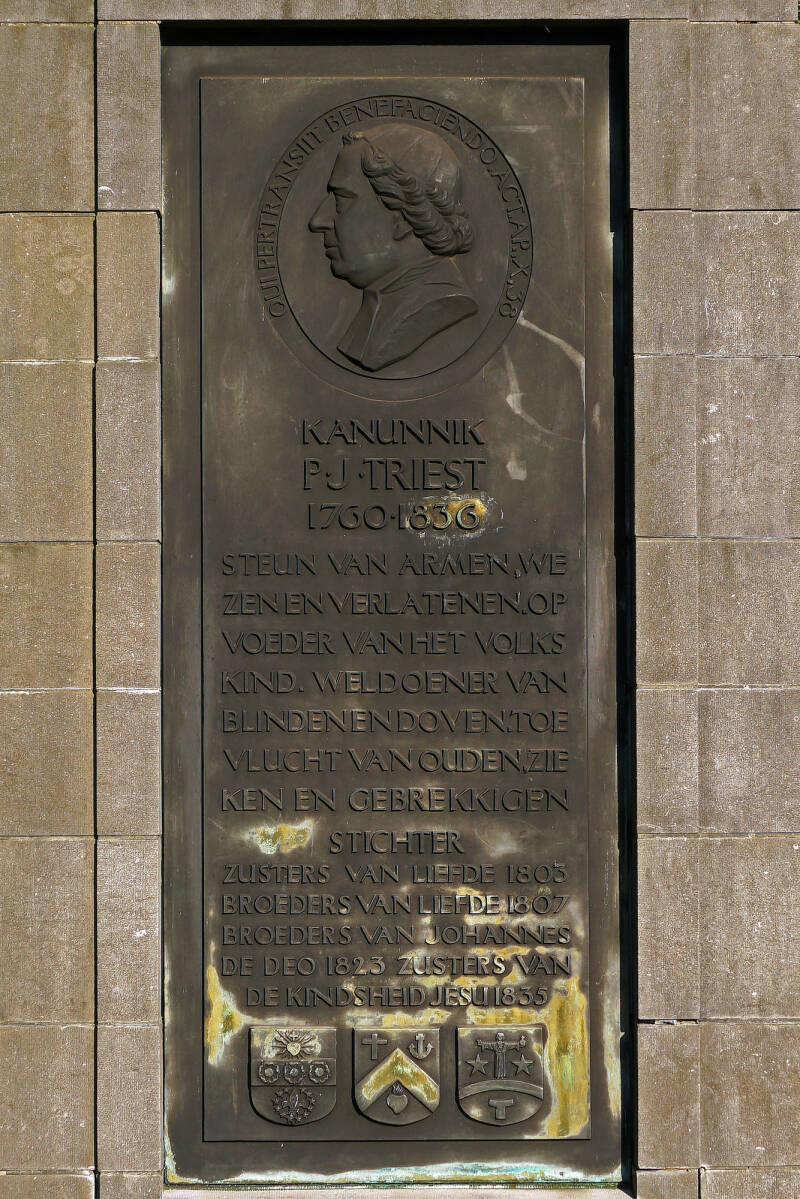 QUI PERTRANSIIT BENEFACIENDO, ACT. AP. X, 38
KANUNNIK
P·J·TRIEST
1760·1836
STEUN VAN ARMEN, WE
ZEN EN VERLATENEN. OP
VOEDER VAN HET VOLKS
KIND. WELDOENER VAN
BLINDEN EN DOVEN. TOE
VLUCHT VAN OUDEN, ZIE
KEN EN GEBREKKIGEN
STICHTER
ZUSTERS VAN LIEFDE 1803
BROEDERS VAN LIEFDE 1807
BROEDERS VAN JOHANNES
DE DEO 1823 ZUSTERS VAN
DE KINDSHEID JESU 1835